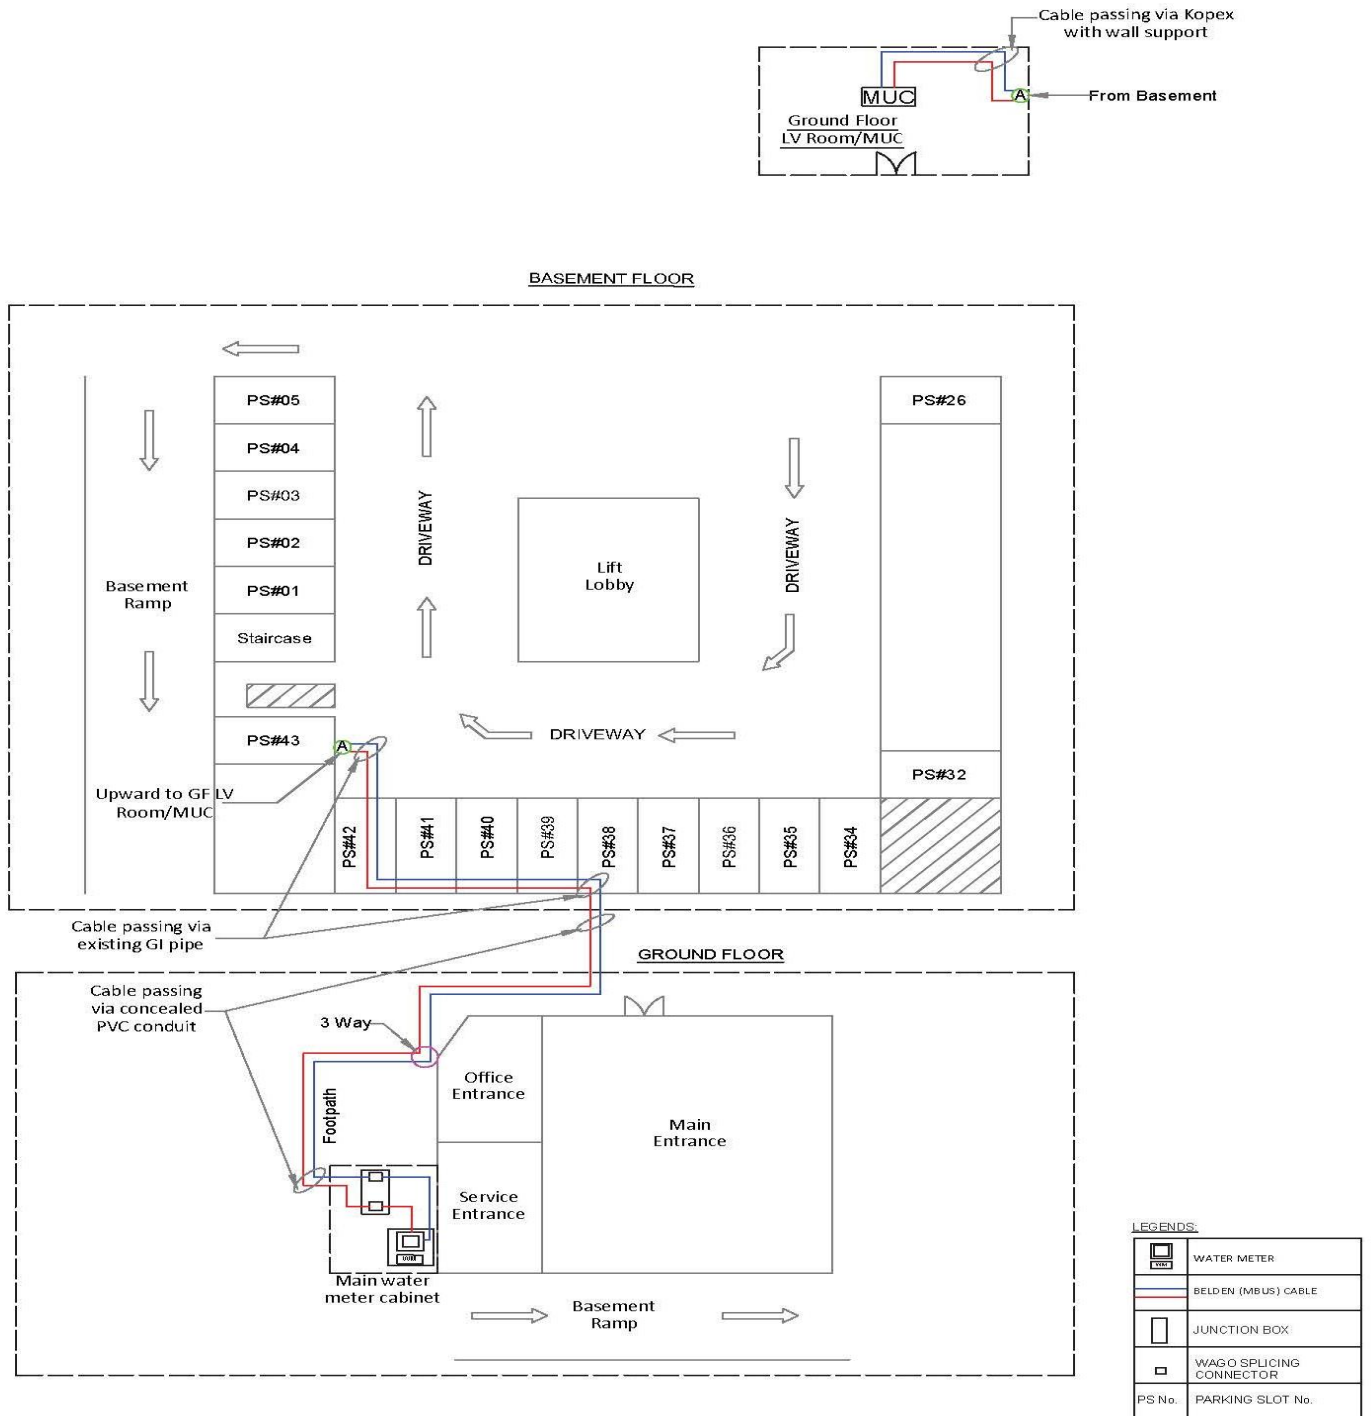 Cable passing via Kopex
with wall support
MUC
A
From Basement
Ground Floor
LV Room/MUC
BASEMENT FLOOR
PS#05
PS#04
PS#03
PS#02
PS#01
Staircase
Basement
Ramp
DRIVEWAY
Lift
Lobby
DRIVEWAY
PS#26
DRIVEWAY
PS#43
A
PS#32
Upward to GF LV
Room/MUC
PS#42
PS#41
PS#40
PS#39
PS#38
PS#37
PS#36
PS#35
PS#34
Cable passing via
existing GI pipe
GROUND FLOOR
Cable passing
via concealed
PVC conduit
3 Way
Footpath
Office
Entrance
Main
Entrance
Service
Entrance
Main water
meter cabinet
Basement
Ramp
LEGENDS:
WATER METER
BELDEN (MBUS) CABLE
JUNCTION BOX
WAGO SPLICING
CONNECTOR
PS No. PARKING SLOT No.